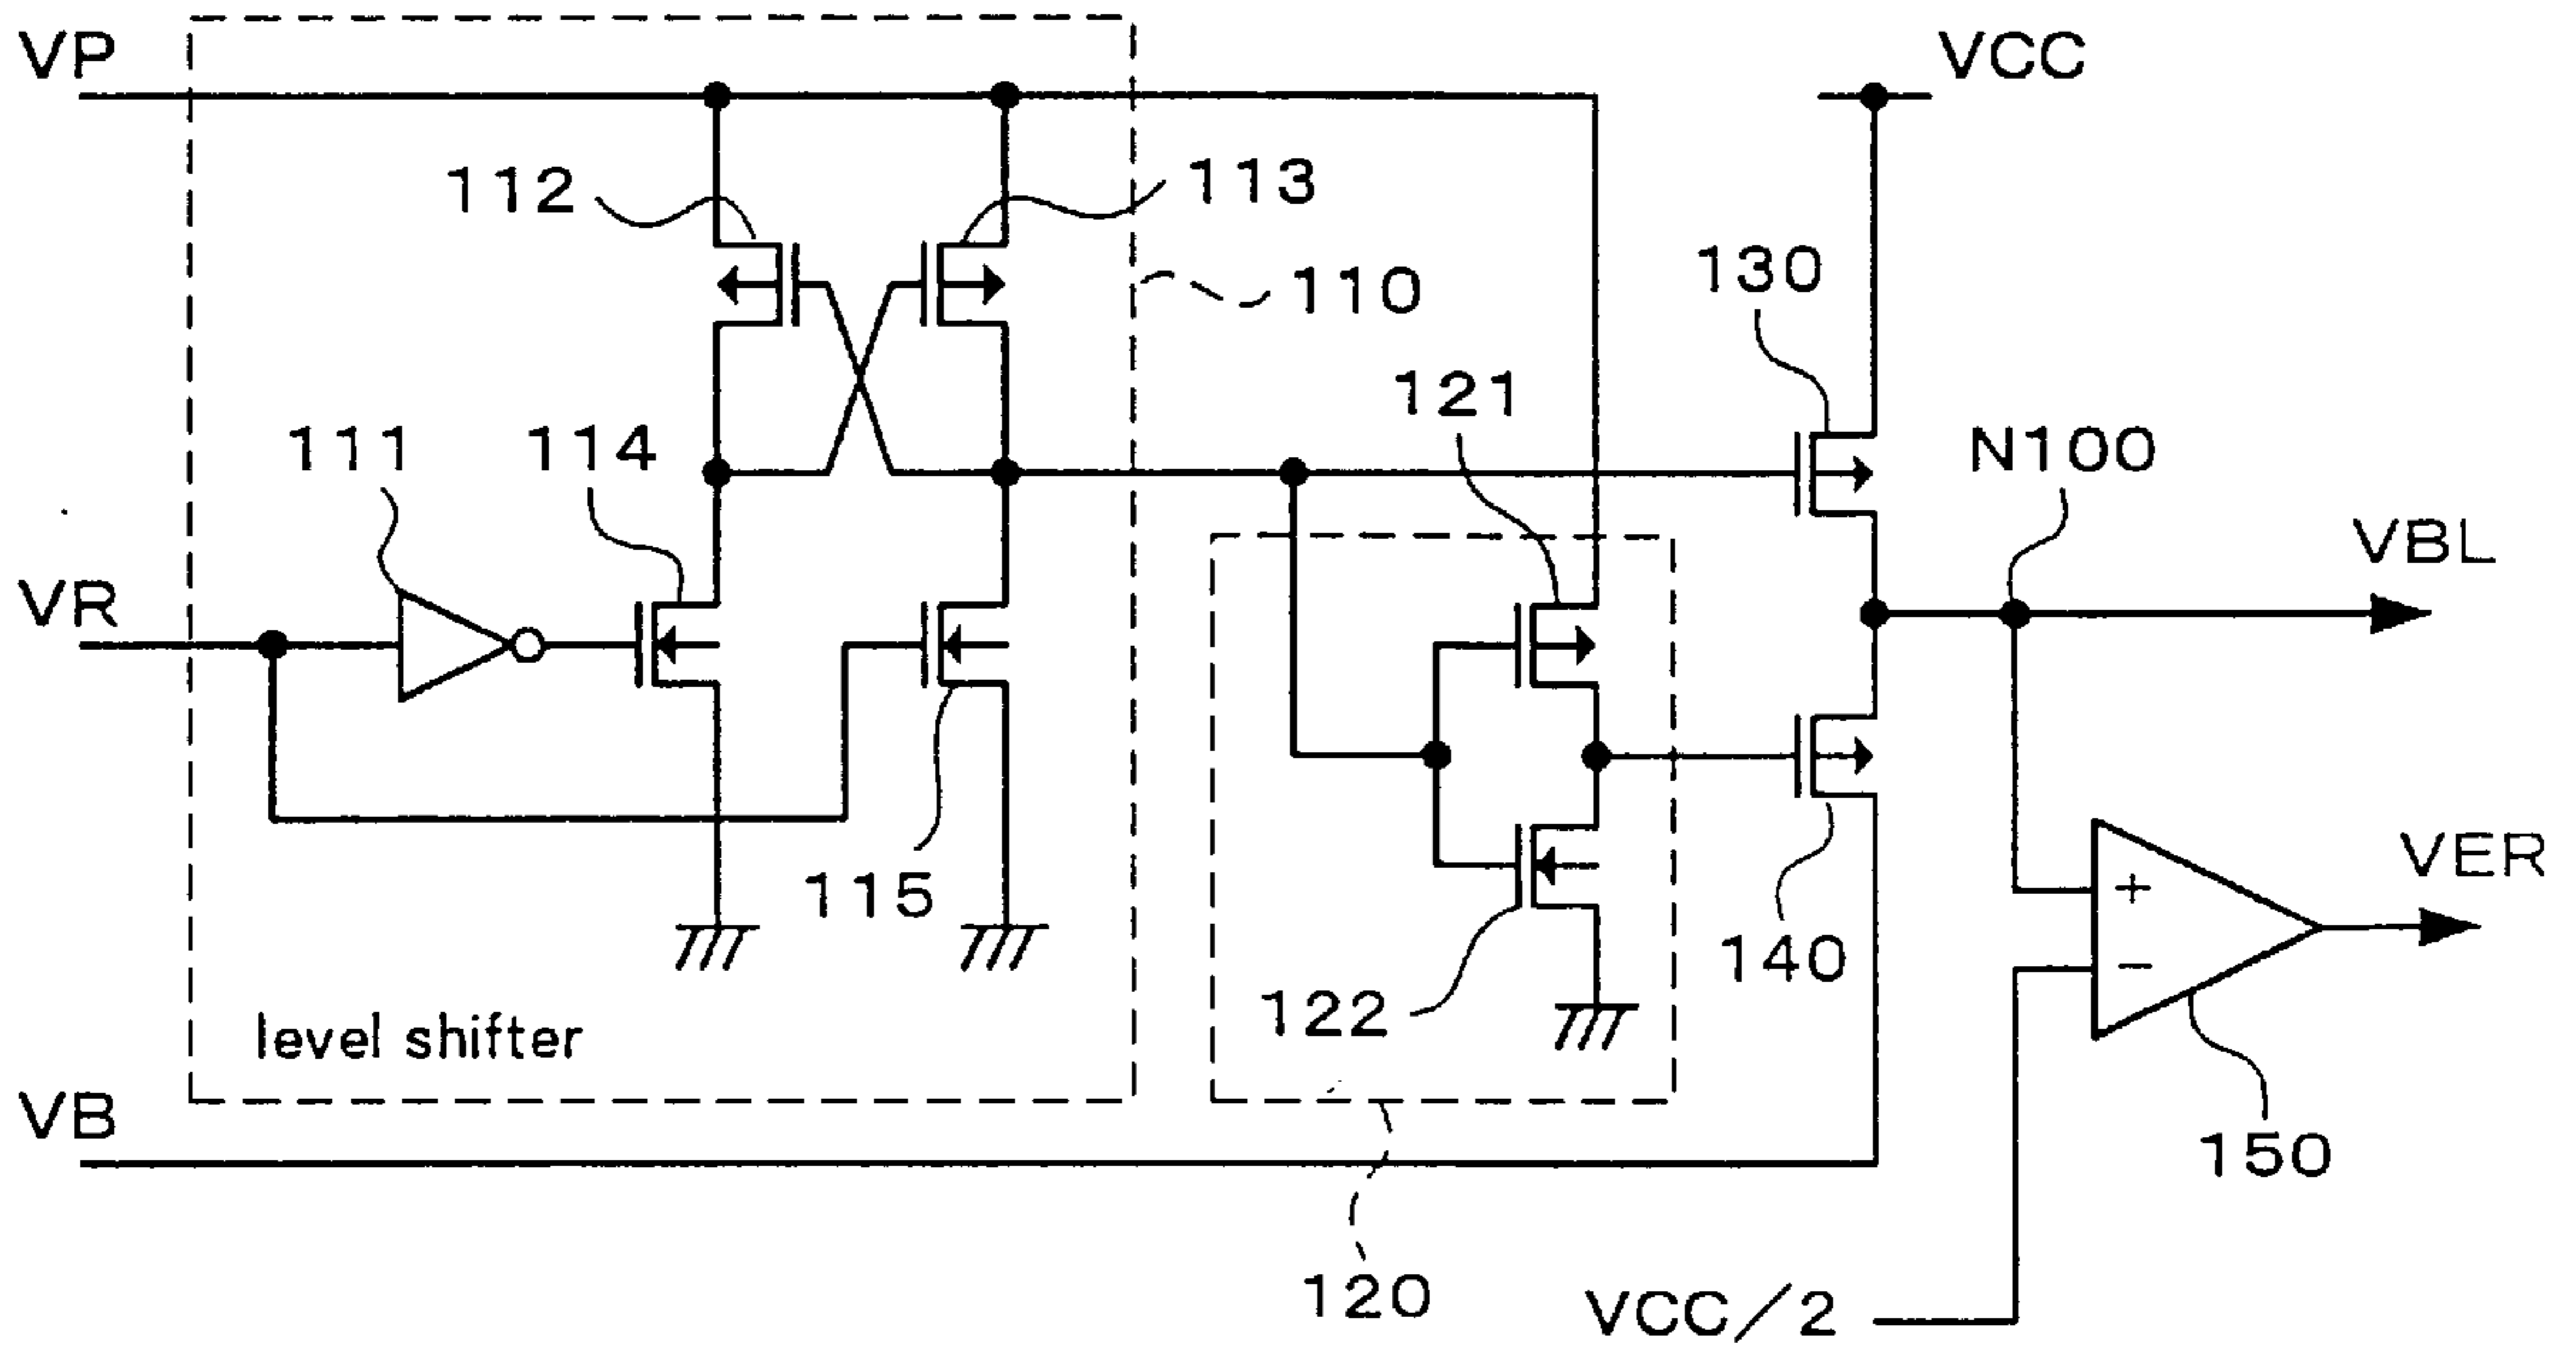 VP
VCC
112
113
110
130
121
N100
111
114
VBL
VR
VER
115
+
−
140
122
level shifter
VB
150
120
VCC/2